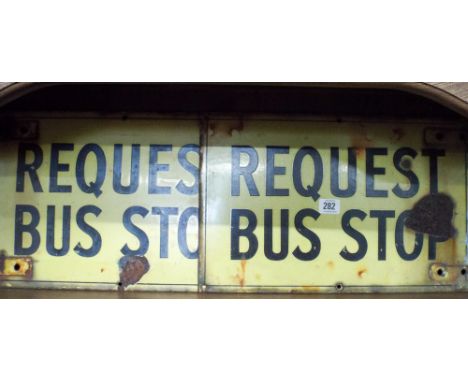 REQUES
BUS STO
REQUEST
BUS STOP
282